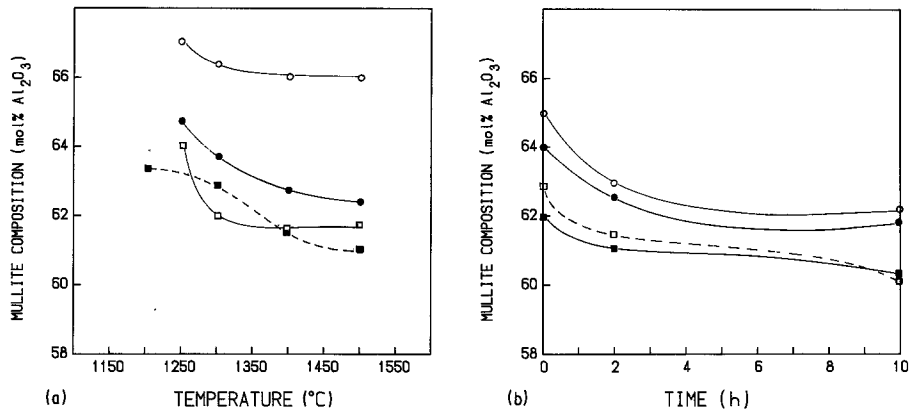 MULLITE COMPOSITION (mol% Al₂O₃)
66
64
62
60
58
1150 1250 1350 1450 1550
(a) TEMPERATURE (°C)
MULLITE COMPOSITION (mol% Al₂O₃)
66
64
62
60
58
0 2 4 6 8 10
(b) TIME (h)